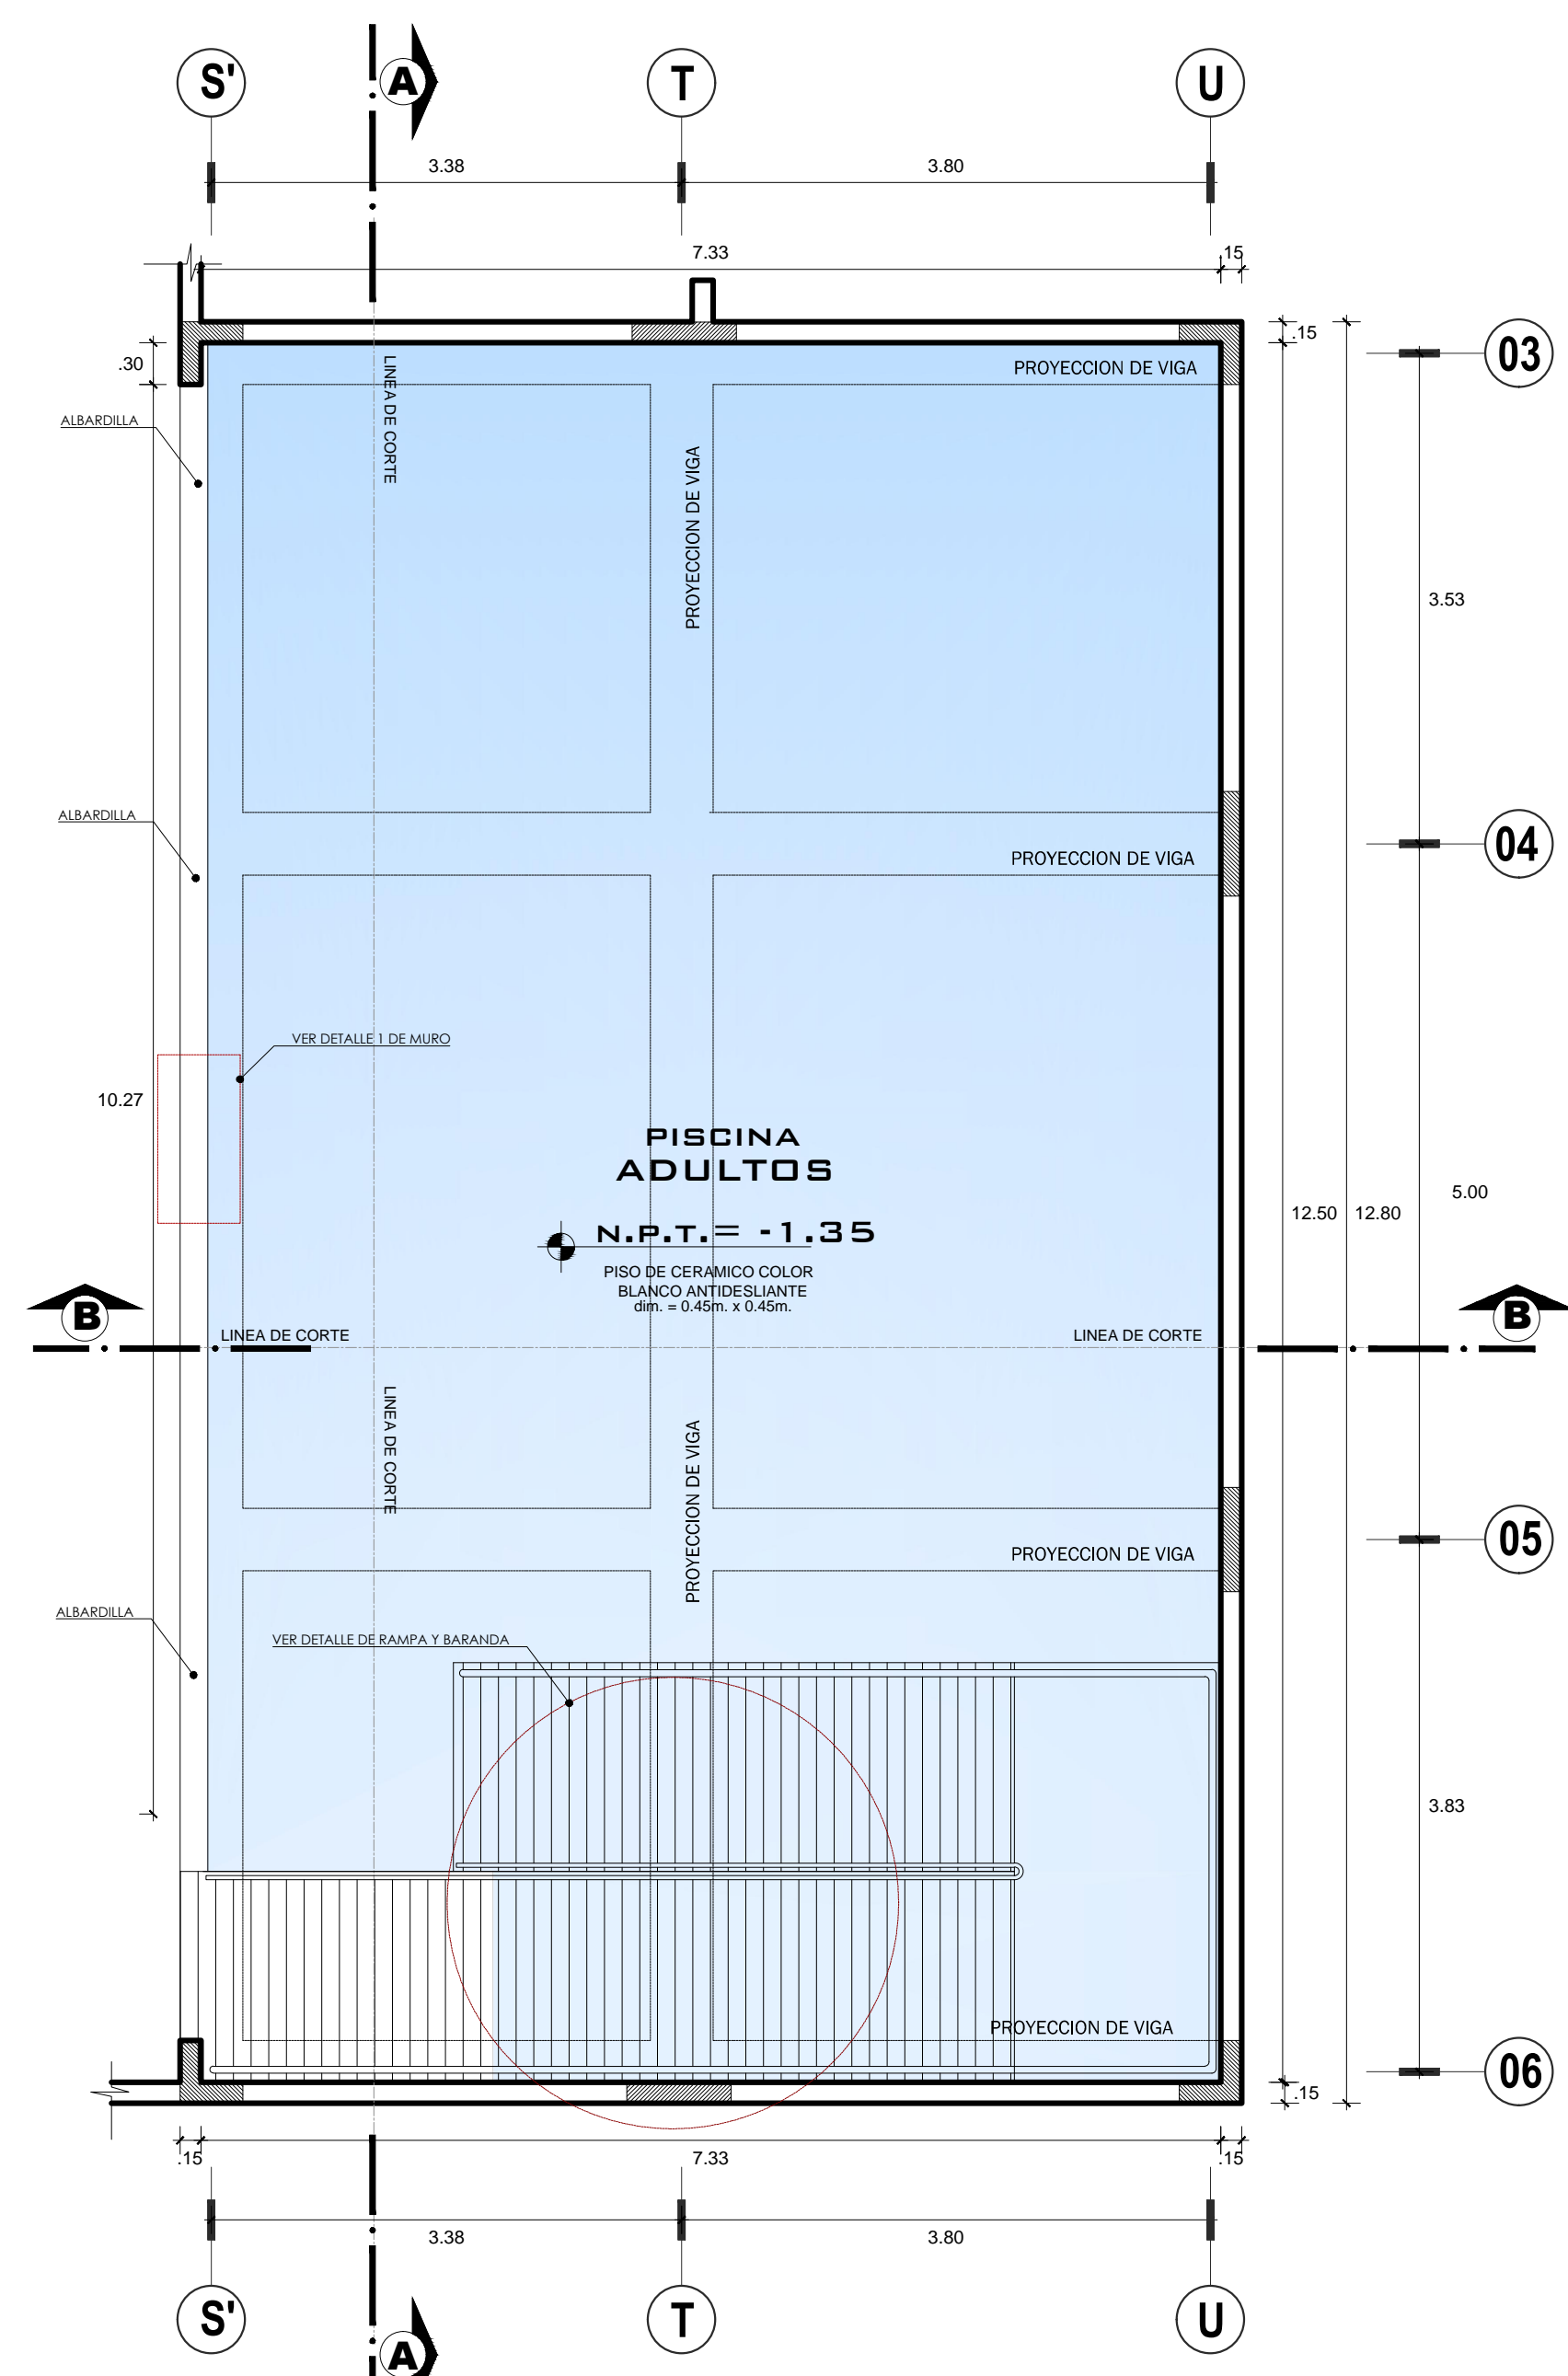 S'
A
T
U
3.38
3.80
7.33
.15
.15
03
.30
PROYECCION DE VIGA
LINEA DE CORTE
ALBARDILLA
PROYECCION DE VIGA
3.53
ALBARDILLA
04
PROYECCION DE VIGA
VER DETALLE 1 DE MURO
10.27
PISCINA
ADULTOS
5.00
12.50
12.80
N.P.T.= -1.35
PISO DE CERAMICO COLOR
BLANCO ANTIDESLIANTE
dim. = 0.45m. x 0.45m.
B
B
LINEA DE CORTE
LINEA DE CORTE
LINEA DE CORTE
PROYECCION DE VIGA
05
PROYECCION DE VIGA
ALBARDILLA
VER DETALLE DE RAMPA Y BARANDA
3.83
PROYECCION DE VIGA
06
.15
.15
7.33
.15
3.38
3.80
S'
T
U
A